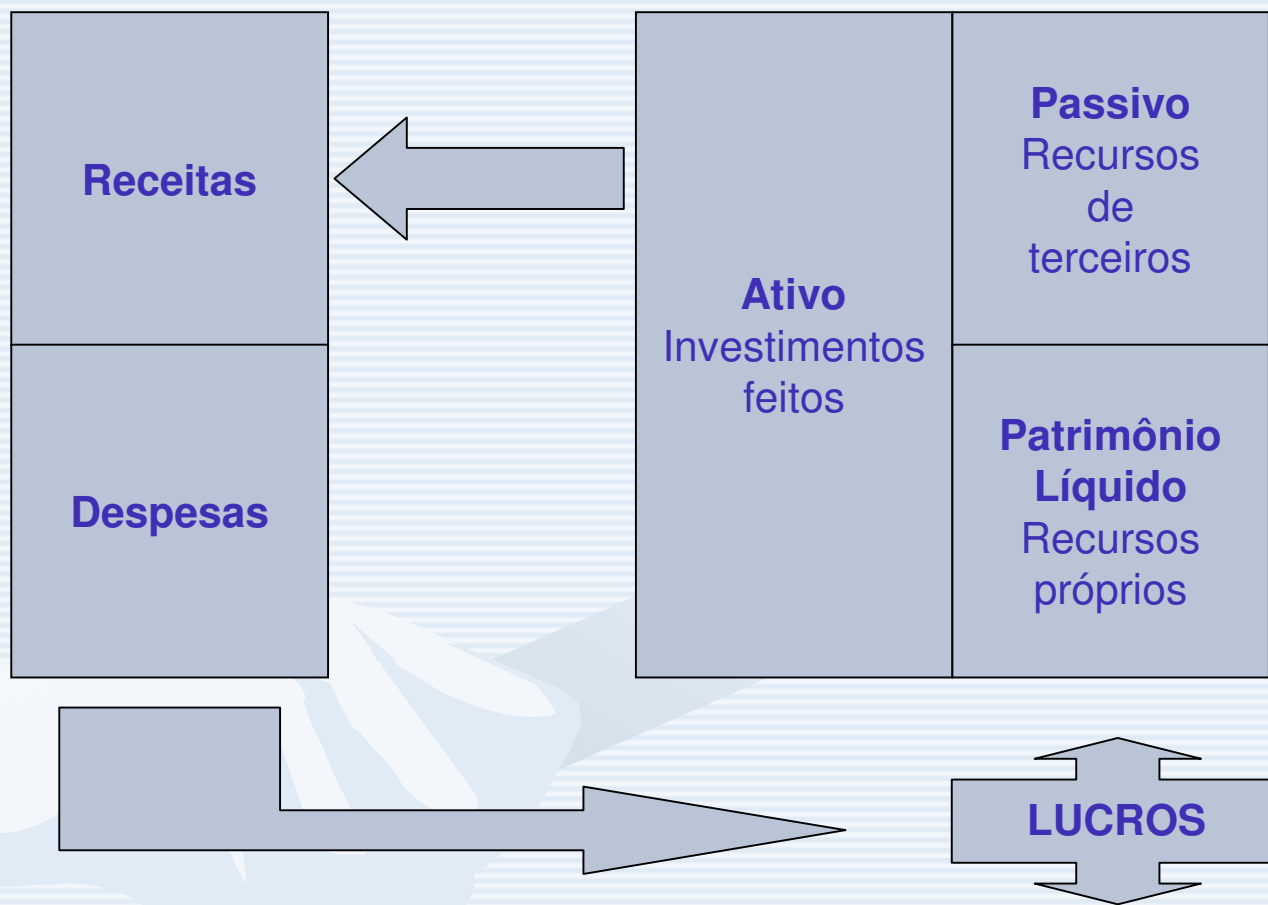 Receitas
Despesas
Ativo
Investimentos
feitos
Passivo
Recursos
de
terceiros
Patrimônio
Líquido
Recursos
próprios
LUCROS